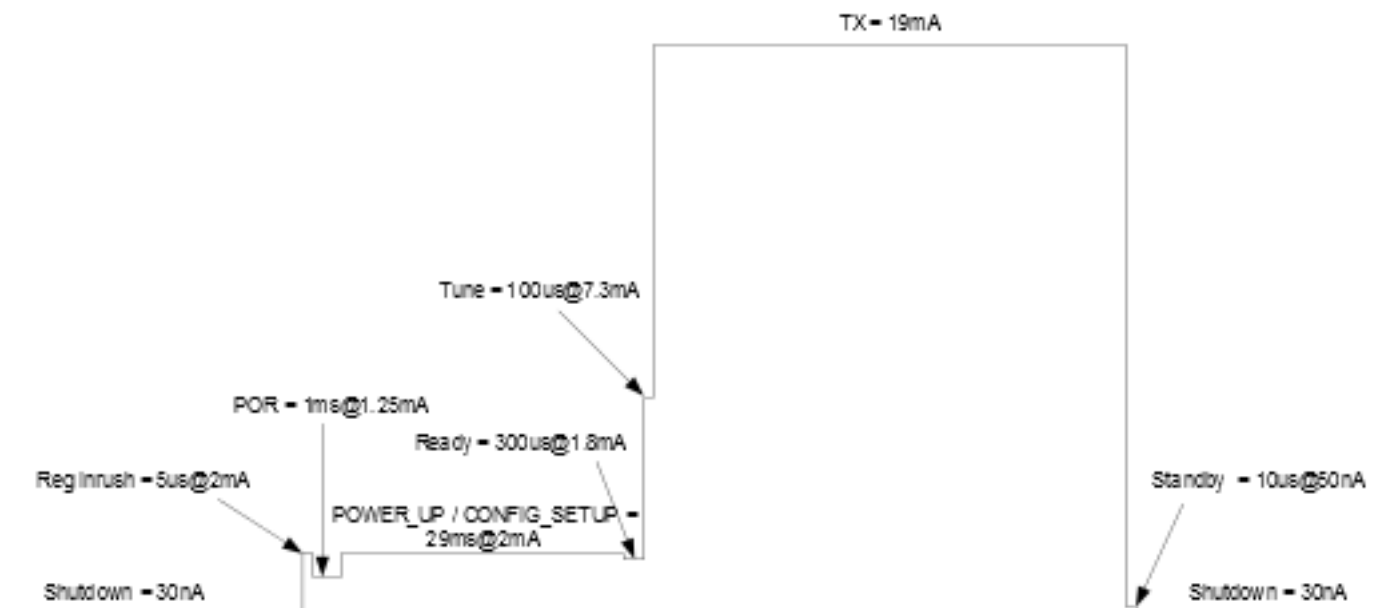 TX = 19mA
Tune = 100us@7.3mA
POR = 1ms@1.25mA
Ready = 300us@1.8mA
Reg Inrush = 5us@2mA
Standby = 10us@50nA
POWER_UP / CONFIG_SETUP =
29ms@2mA
Shutdown = 30nA
Shutdown = 30nA